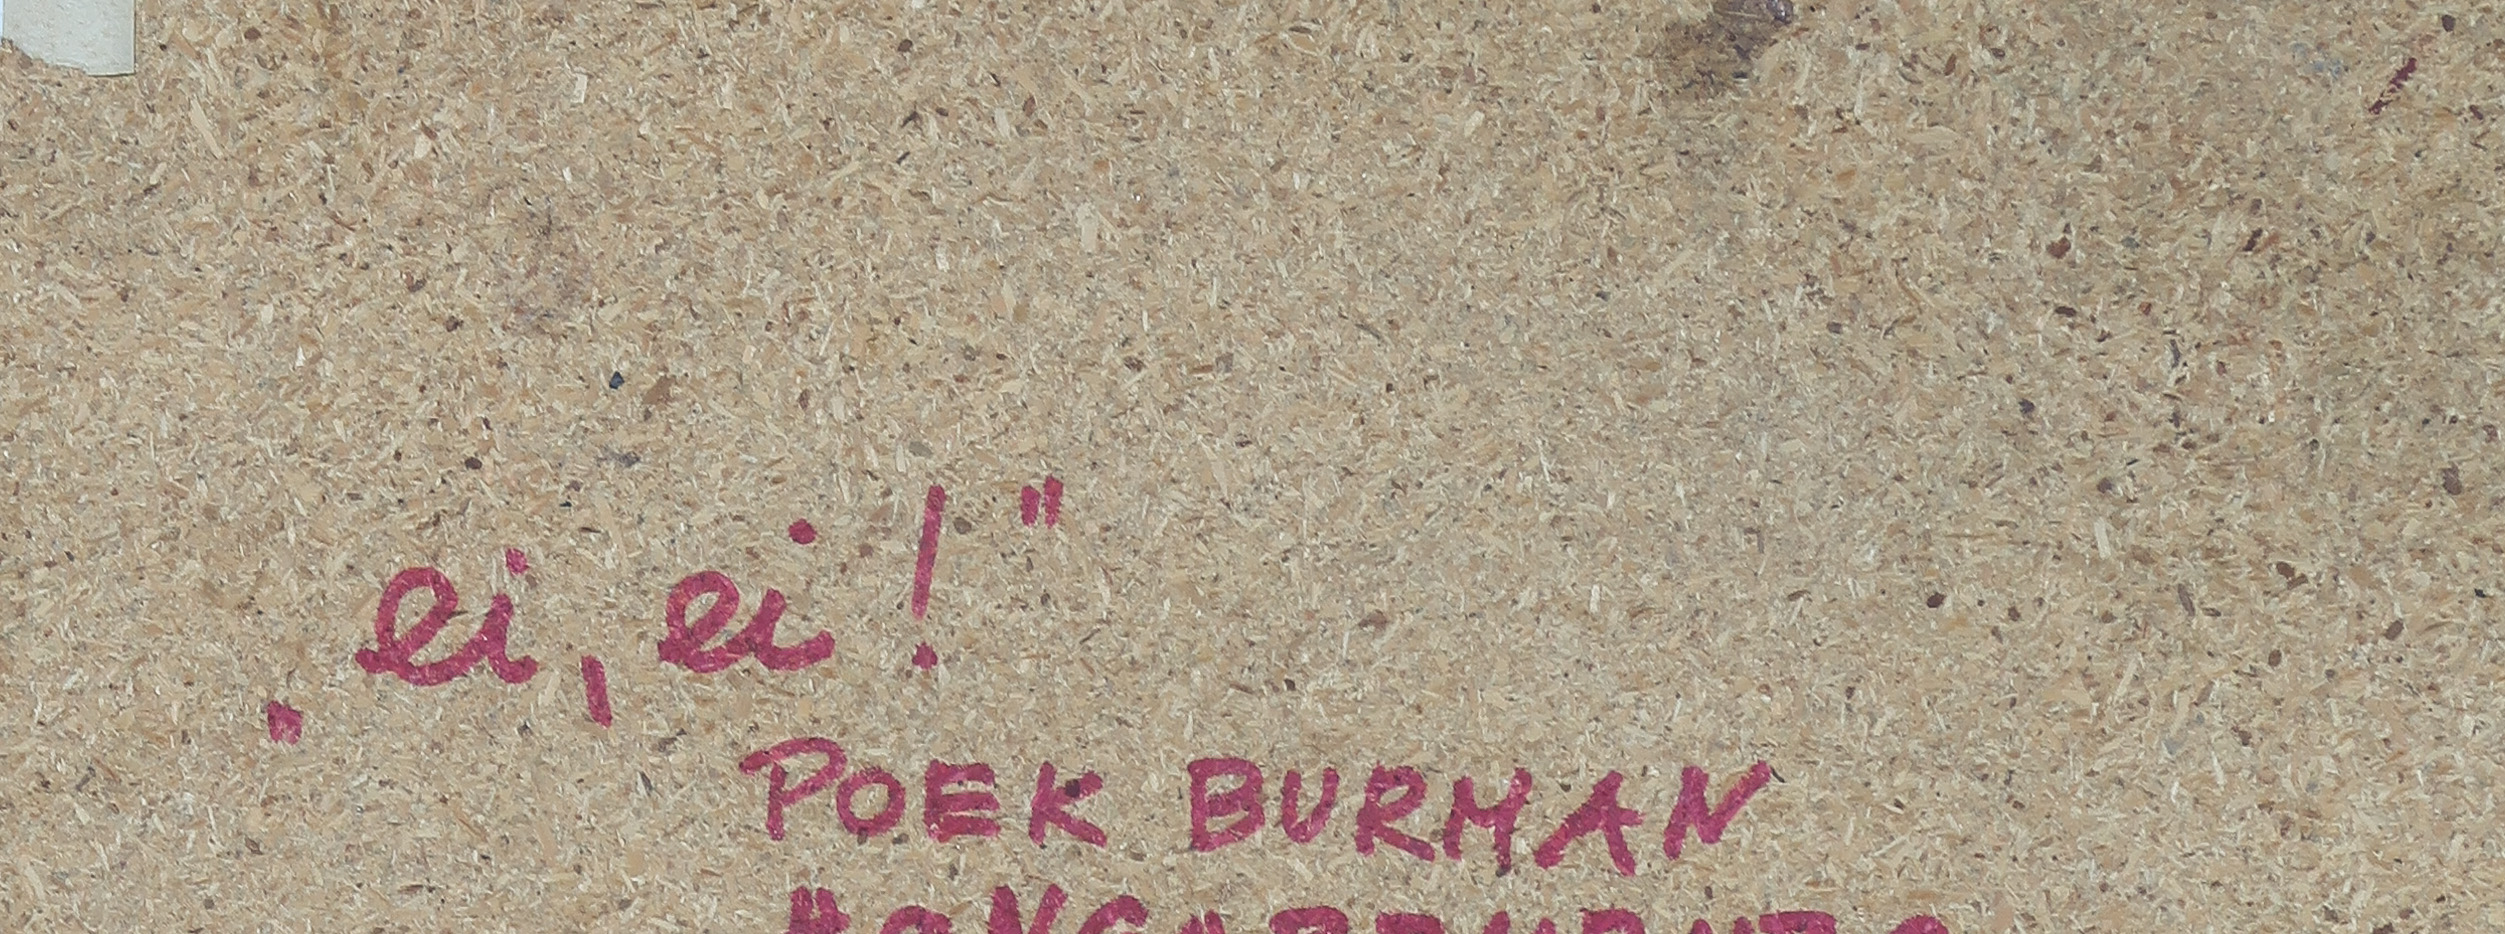 „ei, ei!"
POEK BURMAN